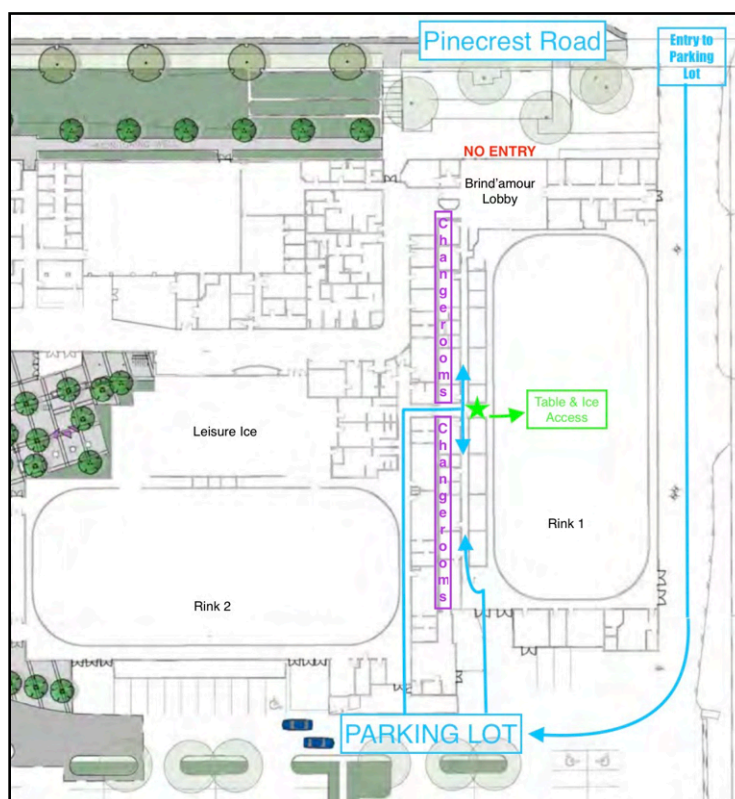 Pinecrest Road
Entry to
Parking
Lot
NO ENTRY
Brind'amour
Lobby
Changerooms
Table & Ice
Access
Changerooms
Leisure Ice
Rink 1
Rink 2
PARKING LOT